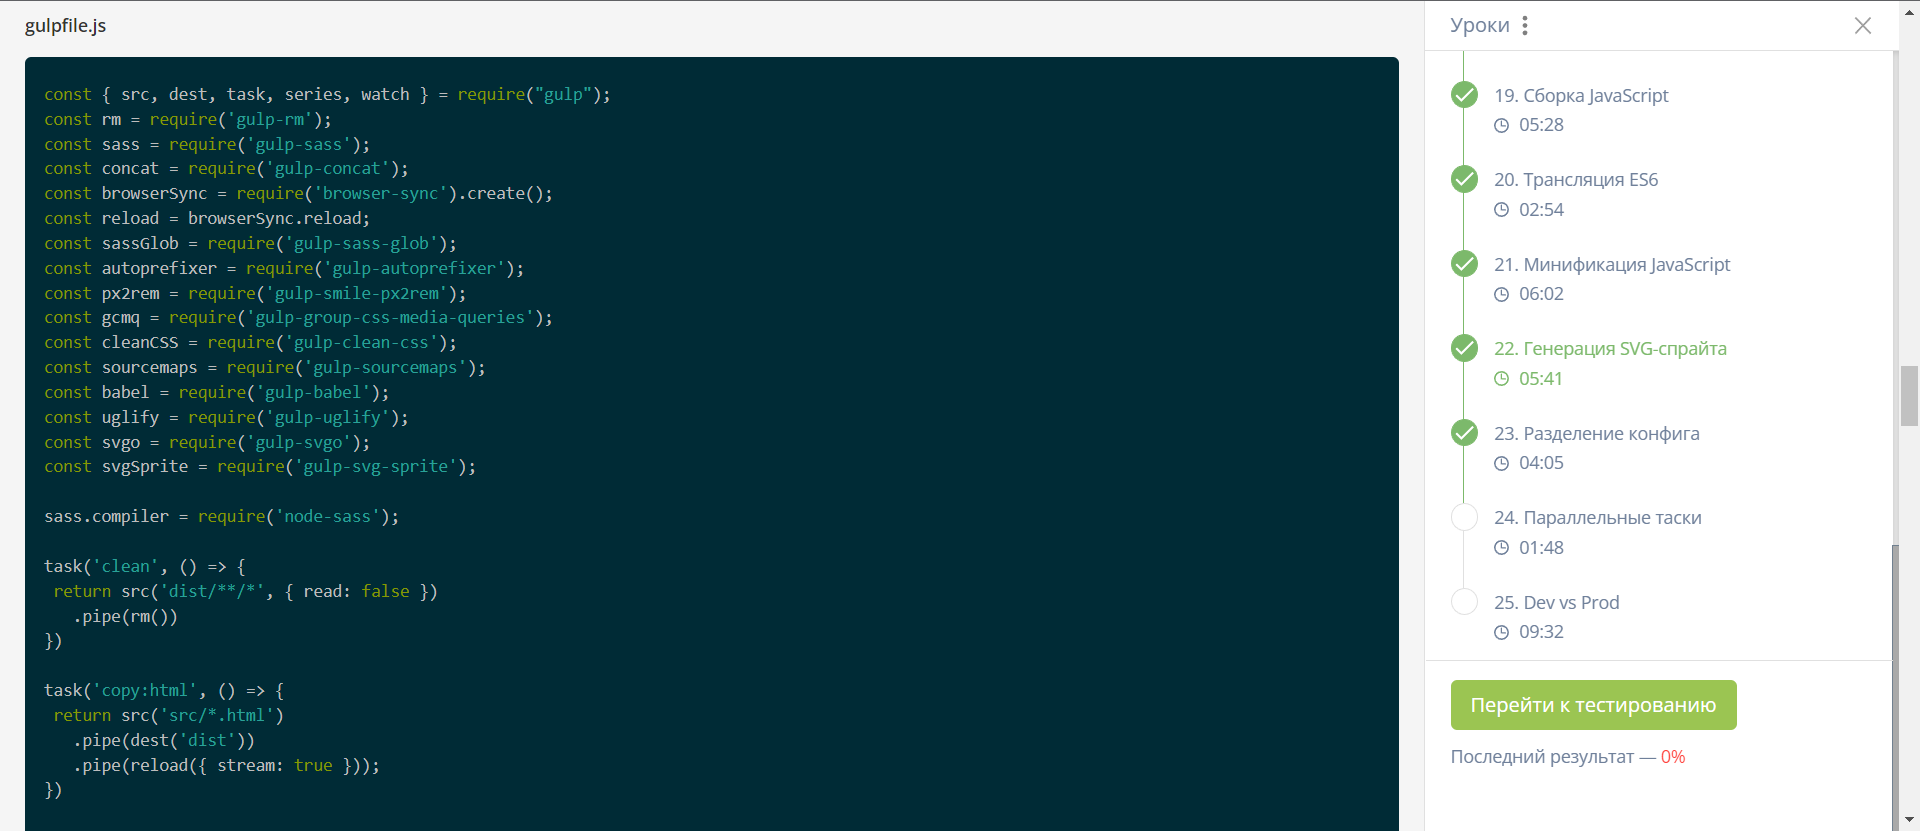 gulpfile.js
const { src, dest, task, series, watch } = require("gulp");
const rm = require('gulp-rm');
const sass = require('gulp-sass');
const concat = require('gulp-concat');
const browserSync = require('browser-sync').create();
const reload = browserSync.reload;
const sassGlob = require('gulp-sass-glob');
const autoprefixer = require('gulp-autoprefixer');
const px2rem = require('gulp-smile-px2rem');
const gcmq = require('gulp-group-css-media-queries');
const cleanCSS = require('gulp-clean-css');
const sourcemaps = require('gulp-sourcemaps');
const babel = require('gulp-babel');
const uglify = require('gulp-uglify');
const svgo = require('gulp-svgo');
const svgSprite = require('gulp-svg-sprite');
sass.compiler = require('node-sass');
task('clean', () => {
 return src('dist/**/*', { read: false })
   .pipe(rm())
})
task('copy:html', () => {
 return src('src/*.html')
   .pipe(dest('dist'))
   .pipe(reload({ stream: true }));
})
Уроки
19. Сборка JavaScript
05:28
20. Трансляция ES6
02:54
21. Минификация JavaScript
06:02
22. Генерация SVG-спрайта
05:41
23. Разделение конфига
04:05
24. Параллельные таски
01:48
25. Dev vs Prod
09:32
Перейти к тестированию
Последний результат — 0%